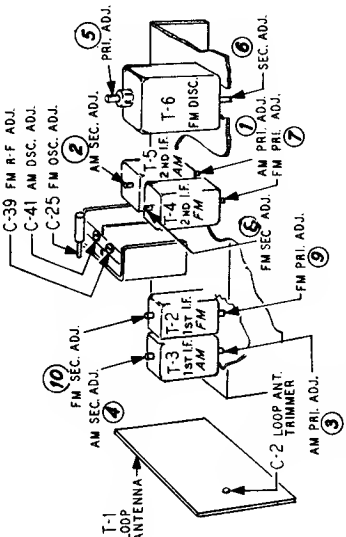 C-39 FM R-F ADJ.
C-41 AM OSC. ADJ.
C-25 FM OSC. ADJ.
5
PRI. ADJ.
6
SEC. ADJ.
T-6
FM DISC.
2
AM SEC. ADJ.
T-5
2ND I.F.
AM
T-4
2ND I.F.
FM
1
AM PRI. ADJ.
FM PRI. ADJ.
7
FM SEC. ADJ.
FM PRI. ADJ.
9
10
FM SEC. ADJ.
AM SEC. ADJ.
4
T-2
1ST I.F.
FM
T-3
1ST I.F.
AM
T-1
LOOP
ANTENNA
C-2 LOOP ANT.
TRIMMER
AM PRI. ADJ.
3